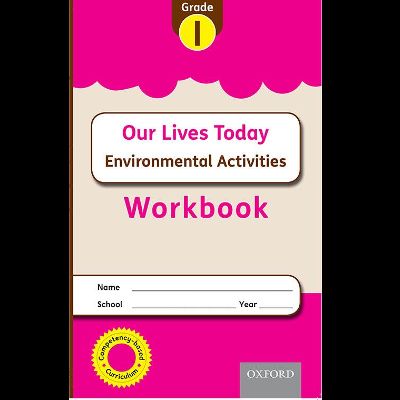 Grade
1
Our Lives Today
Environmental Activities
Workbook
Name
School Year
Competency-based
Curriculum
OXFORD